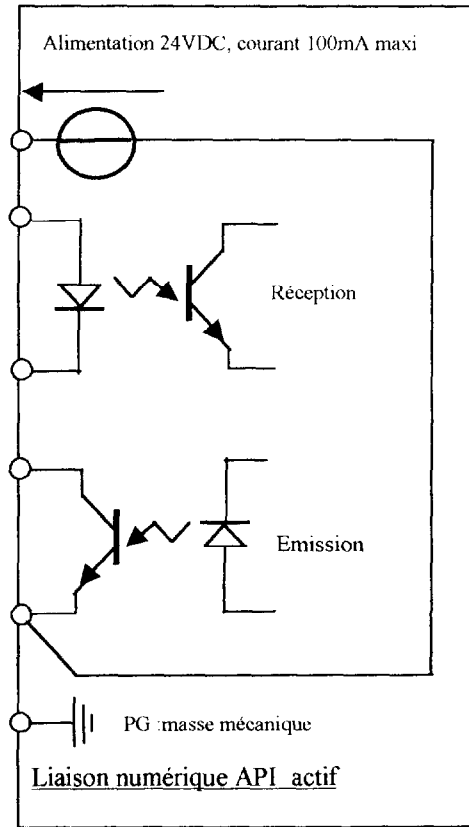 Alimentation 24VDC, courant 100mA maxi
Réception
Emission
PG :masse mécanique
Liaison numérique API actif